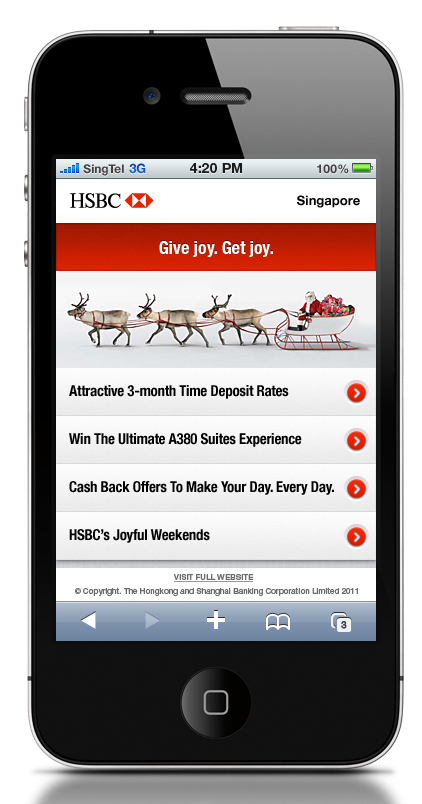 SingTel 3G 4:20 PM 100%
HSBC Singapore
Give joy. Get joy.
Attractive 3-month Time Deposit Rates
Win The Ultimate A380 Suites Experience
Cash Back Offers To Make Your Day. Every Day.
HSBC's Joyful Weekends
VISIT FULL WEBSITE
© Copyright. The Hongkong and Shanghai Banking Corporation Limited 2011
3